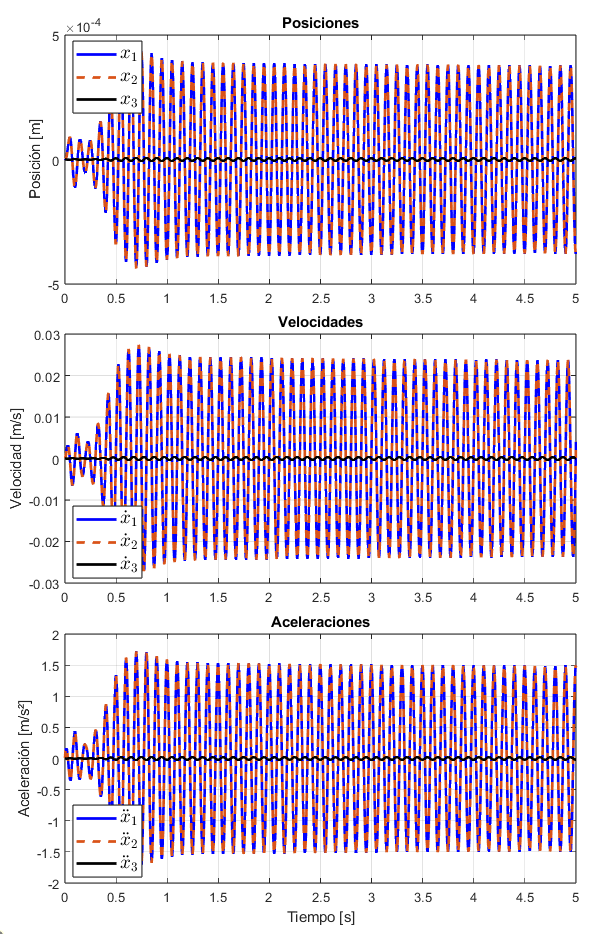 Posiciones
×10⁻⁴
5
0
-5
Posición [m]
x₁
x₂
x₃
0 0.5 1 1.5 2 2.5 3 3.5 4 4.5 5
Velocidades
0.03
0.02
0.01
0
-0.01
-0.02
-0.03
Velocidad [m/s]
ẋ₁
ẋ₂
ẋ₃
0 0.5 1 1.5 2 2.5 3 3.5 4 4.5 5
Aceleraciones
2
1.5
1
0.5
0
-0.5
-1
-1.5
-2
Aceleración [m/s²]
ẍ₁
ẍ₂
ẍ₃
0 0.5 1 1.5 2 2.5 3 3.5 4 4.5 5
Tiempo [s]